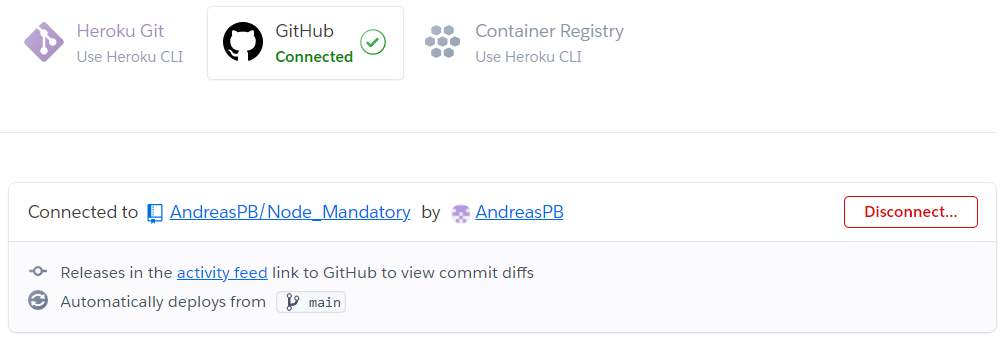 Heroku Git
Use Heroku CLI
GitHub
Connected
Container Registry
Use Heroku CLI
Connected to AndreasPB/Node_Mandatory by AndreasPB
Disconnect...
Releases in the activity feed link to GitHub to view commit diffs
Automatically deploys from main